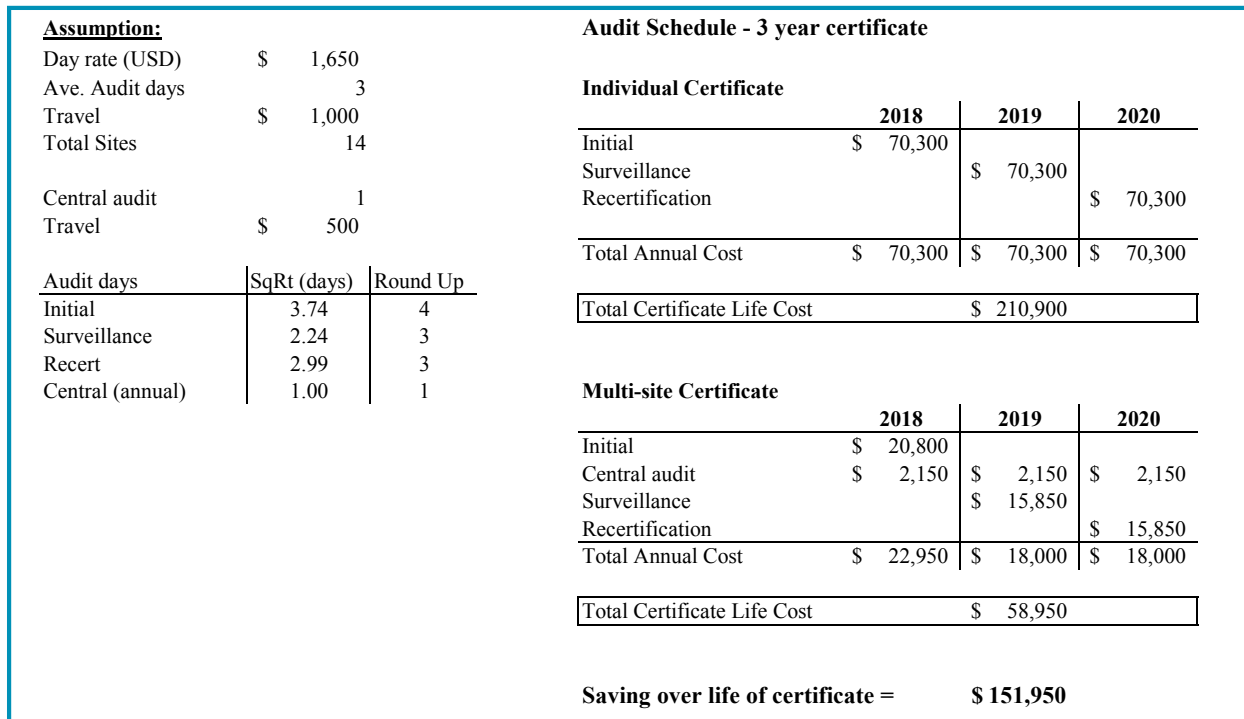 Assumption:
Day rate (USD) $ 1,650
Ave. Audit days 3
Travel $ 1,000
Total Sites 14
Central audit 1
Travel $ 500
Audit days SqRt (days) Round Up
Initial 3.74 4
Surveillance 2.24 3
Recert 2.99 3
Central (annual) 1.00 1
Audit Schedule - 3 year certificate
Individual Certificate
2018 2019 2020
Initial $ 70,300
Surveillance $ 70,300
Recertification $ 70,300
Total Annual Cost $ 70,300 $ 70,300 $ 70,300
Total Certificate Life Cost $ 210,900
Multi-site Certificate
2018 2019 2020
Initial $ 20,800
Central audit $ 2,150 $ 2,150 $ 2,150
Surveillance $ 15,850
Recertification $ 15,850
Total Annual Cost $ 22,950 $ 18,000 $ 18,000
Total Certificate Life Cost $ 58,950
Saving over life of certificate = $ 151,950